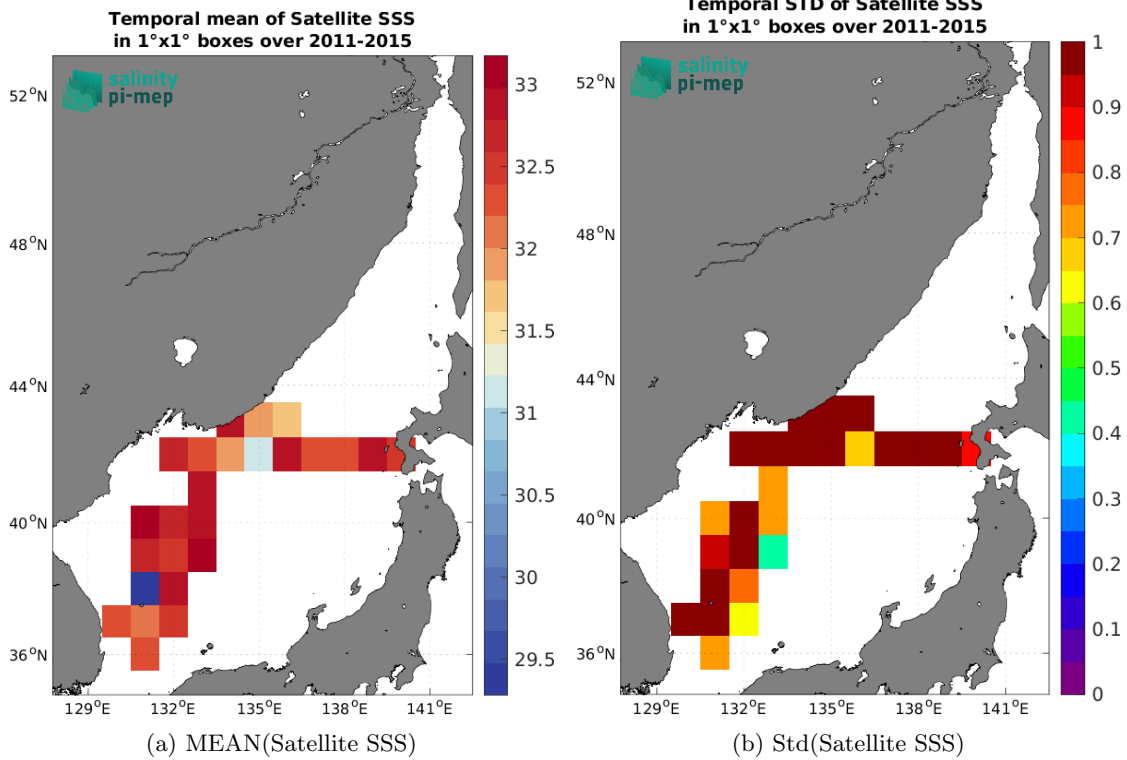 Temporal mean of Satellite SSS
in 1°x1° boxes over 2011-2015
salinity
pi-mep
52°N
48°N
44°N
40°N
36°N
129°E
132°E
135°E
138°E
141°E
33
32.5
32
31.5
31
30.5
30
29.5
(a) MEAN(Satellite SSS)
Temporal STD of Satellite SSS
in 1°x1° boxes over 2011-2015
salinity
pi-mep
52°N
48°N
44°N
40°N
36°N
129°E
132°E
135°E
138°E
141°E
1
0.9
0.8
0.7
0.6
0.5
0.4
0.3
0.2
0.1
0
(b) Std(Satellite SSS)